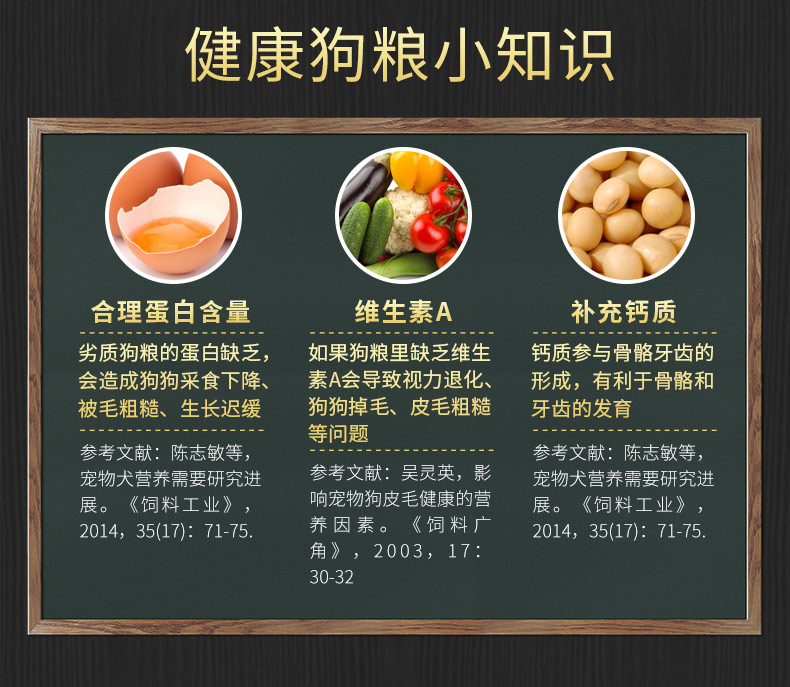 健康狗粮小知识
合理蛋白含量
劣质狗粮的蛋白缺乏，
会造成狗狗采食下降、
被毛粗糙、生长迟缓
参考文献：陈志敏等，
宠物犬营养需要研究进
展。《饲料工业》，
2014，35(17)：71-75.
维生素A
如果狗粮里缺乏维生
素A会导致视力退化、
狗狗掉毛、皮毛粗糙
等问题
参考文献：吴灵英，影
响宠物狗皮毛健康的营
养因素。《饲料广
角》，2003，17：
30-32
补充钙质
钙质参与骨骼牙齿的
形成，有利于骨骼和
牙齿的发育
参考文献：陈志敏等，
宠物犬营养需要研究进
展。《饲料工业》，
2014，35(17)：71-75.